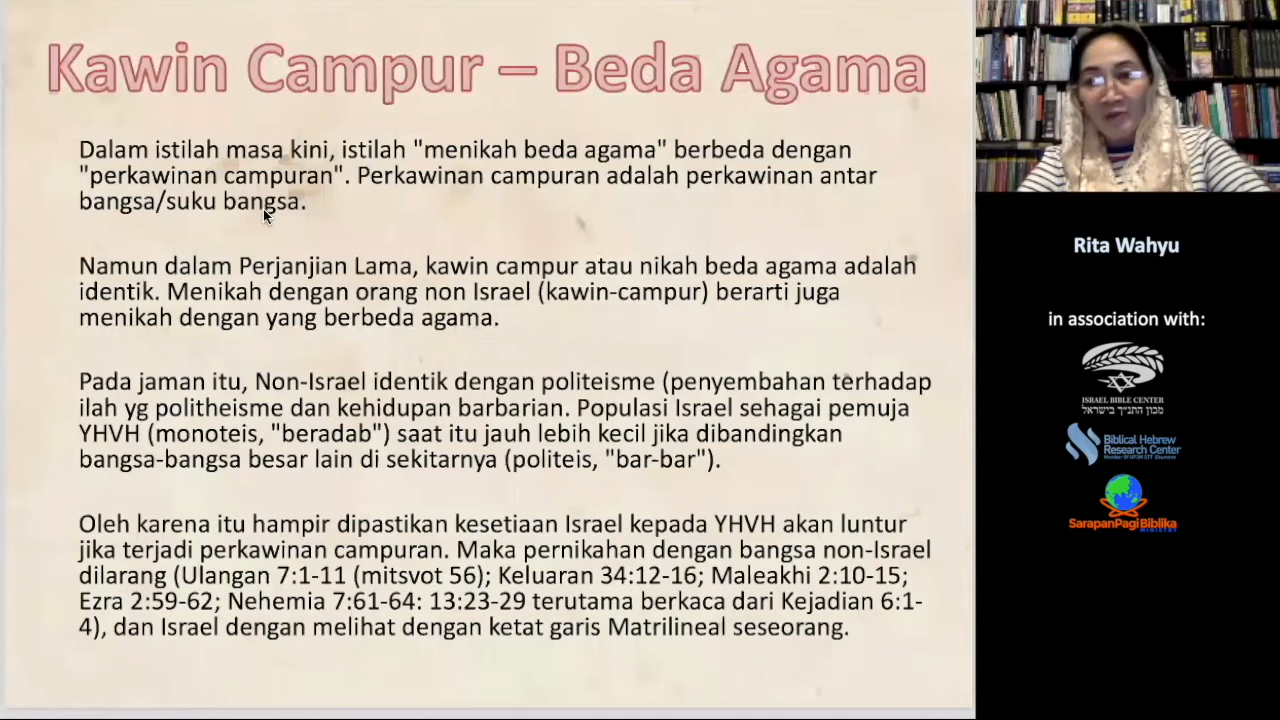 Kawin Campur – Beda Agama
Dalam istilah masa kini, istilah "menikah beda agama" berbeda dengan
"perkawinan campuran". Perkawinan campuran adalah perkawinan antar
bangsa/suku bangsa.
Namun dalam Perjanjian Lama, kawin campur atau nikah beda agama adalah
identik. Menikah dengan orang non Israel (kawin-campur) berarti juga
menikah dengan yang berbeda agama.
Pada jaman itu, Non-Israel identik dengan politeisme (penyembahan terhadap
ilah yg politheisme dan kehidupan barbarian. Populasi Israel sehagai pemuja
YHVH (monoteis, "beradab") saat itu jauh lebih kecil jika dibandingkan
bangsa-bangsa besar lain di sekitarnya (politeis, "bar-bar").
Oleh karena itu hampir dipastikan kesetiaan Israel kepada YHVH akan luntur
jika terjadi perkawinan campuran. Maka pernikahan dengan bangsa non-Israel
dilarang (Ulangan 7:1-11 (mitsvot 56); Keluaran 34:12-16; Maleakhi 2:10-15;
Ezra 2:59-62; Nehemia 7:61-64: 13:23-29 terutama berkaca dari Kejadian 6:1-
4), dan Israel dengan melihat dengan ketat garis Matrilineal seseorang.
Rita Wahyu
in association with:
ISRAEL BIBLE CENTER
מכון התנ״ך בישראל
Biblical Hebrew
Research Center
SarapanPagi Biblika
MINISTRY